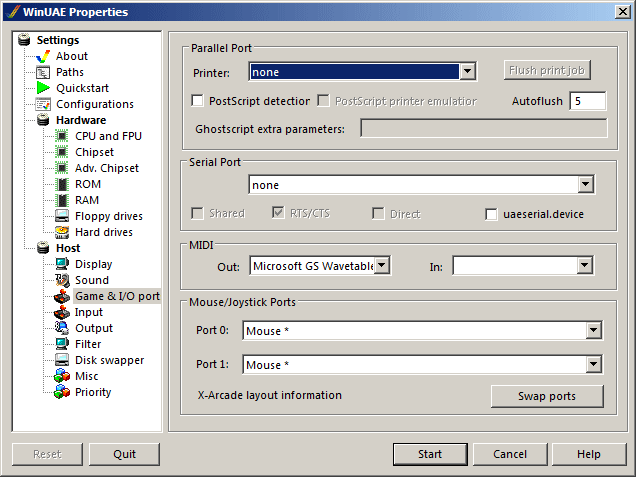 WinUAE Properties
Settings
About
Paths
Quickstart
Configurations
Hardware
CPU and FPU
Chipset
Adv. Chipset
ROM
RAM
Floppy drives
Hard drives
Host
Display
Sound
Game & I/O port
Input
Output
Filter
Disk swapper
Misc
Priority
Parallel Port
Printer: none Flush print job
PostScript detection PostScript printer emulation Autoflush 5
Ghostscript extra parameters:
Serial Port
none
Shared RTS/CTS Direct uaeserial.device
MIDI
Out: Microsoft GS Wavetable In:
Mouse/Joystick Ports
Port 0: Mouse *
Port 1: Mouse *
X-Arcade layout information Swap ports
Reset Quit Start Cancel Help